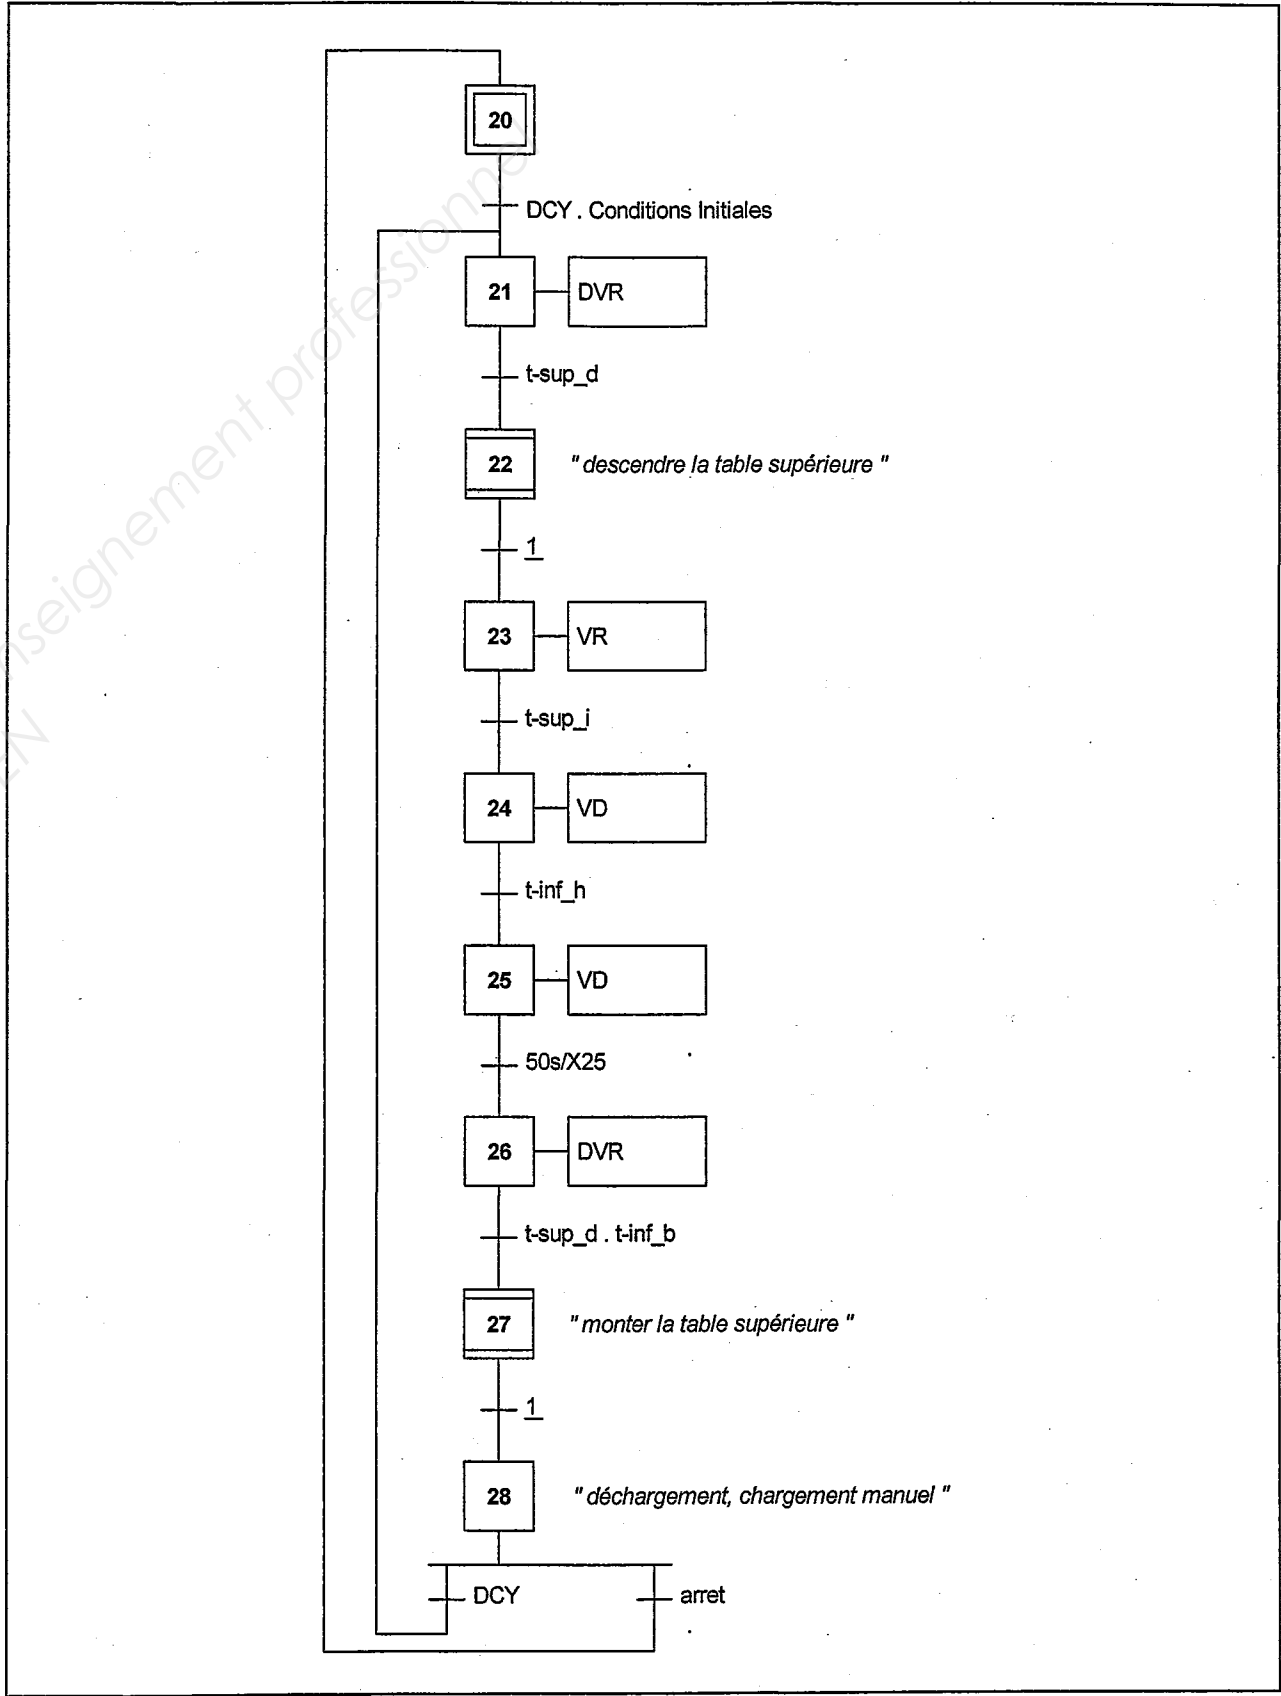 20
DCY . Conditions Initiales
21 DVR
t-sup_d
22 " descendre la table supérieure "
1
23 VR
t-sup_i
24 VD
t-inf_h
25 VD
50s/X25
26 DVR
t-sup_d . t-inf_b
27 " monter la table supérieure "
1
28 " déchargement, chargement manuel "
DCY arret
enseignement professionnel